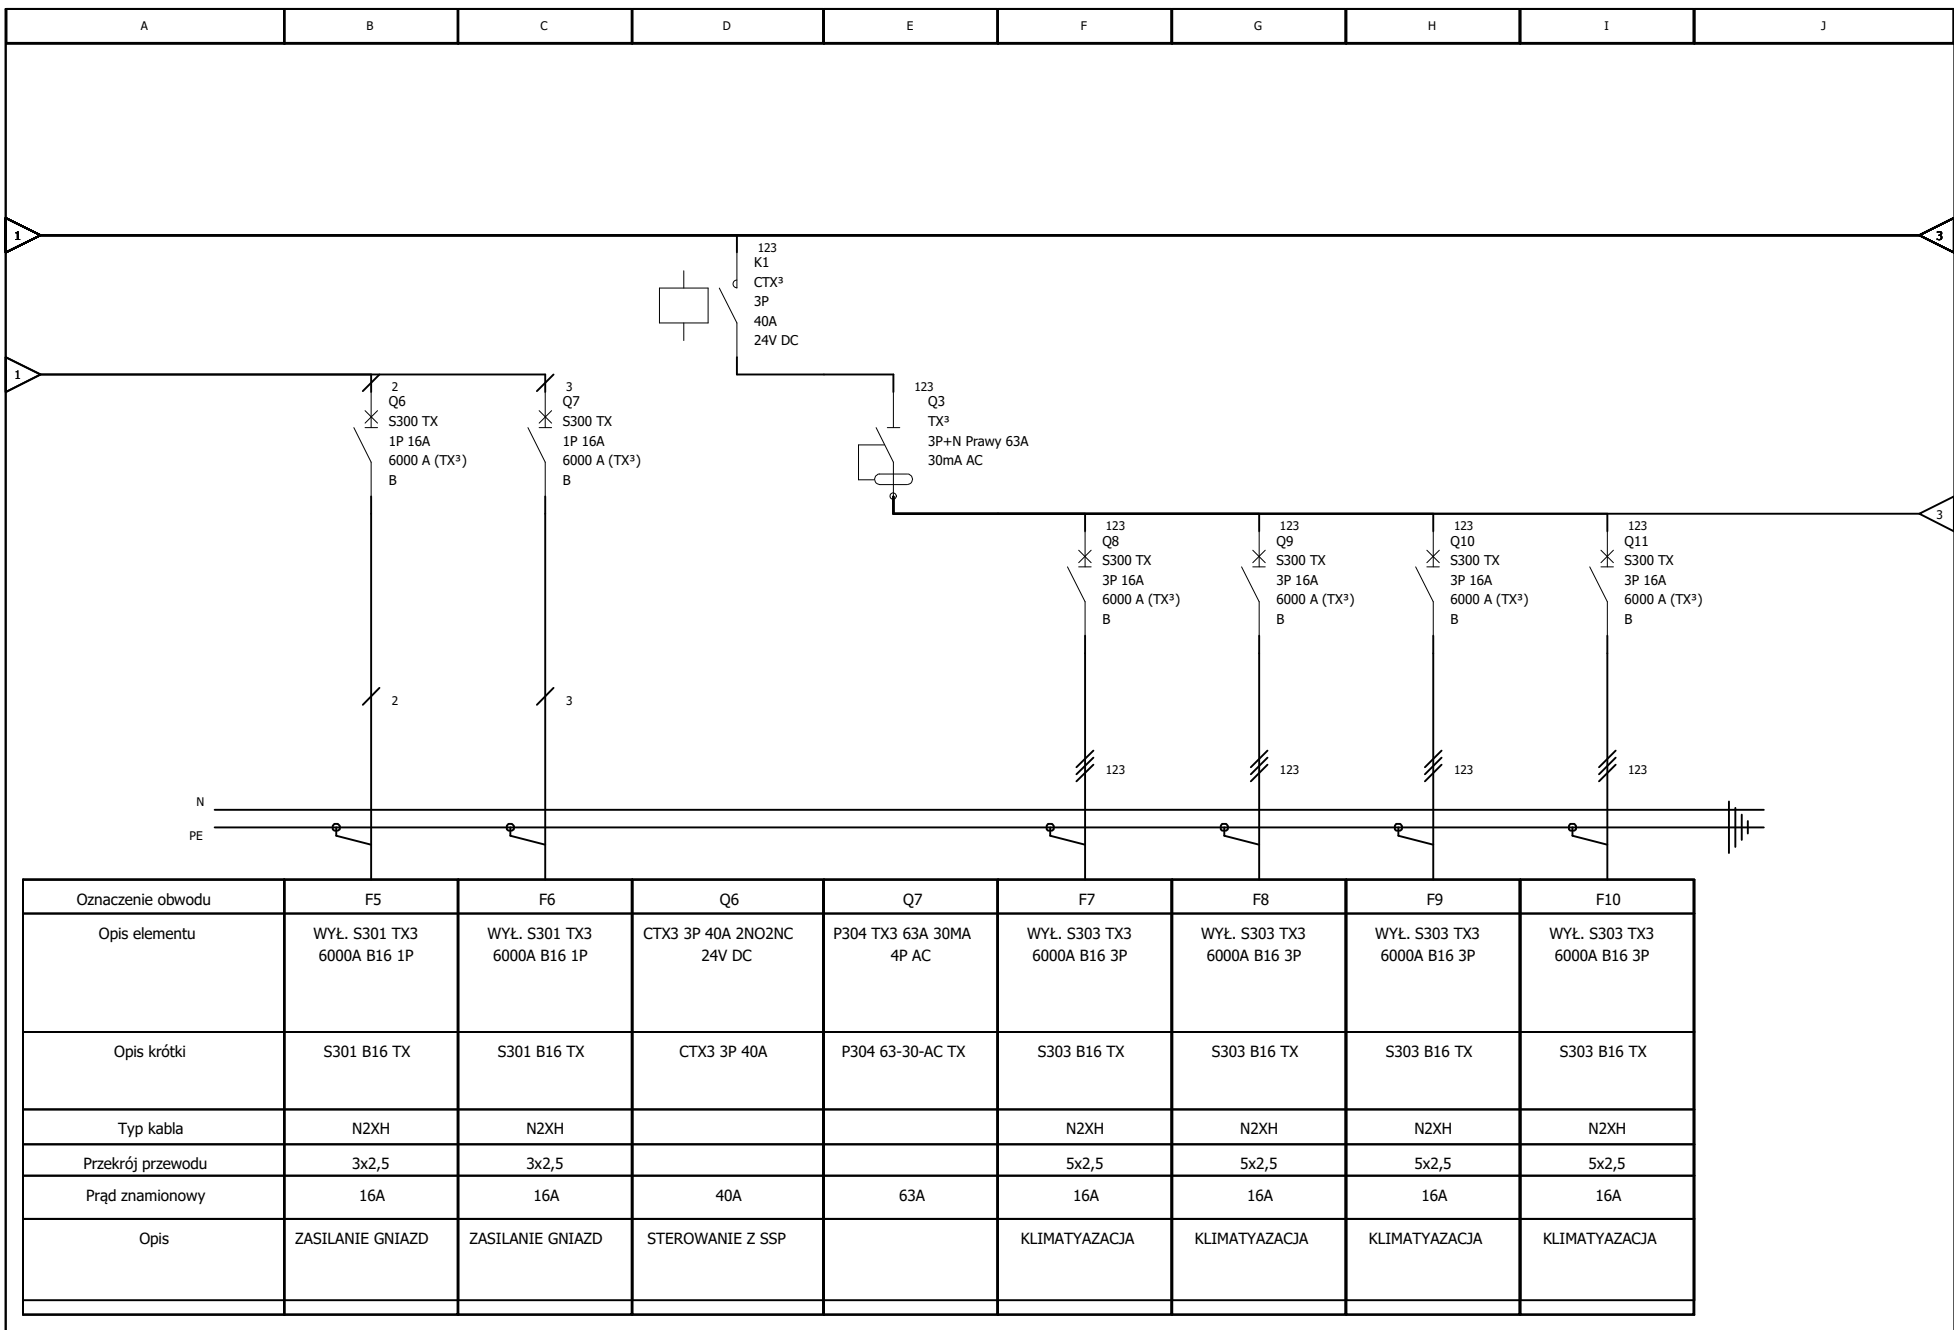 A B C D E F G H I J
1 3
123
K1
CTX³
3P
40A
24V DC
1
2
Q6
S300 TX
1P 16A
6000 A (TX³)
B
3
Q7
S300 TX
1P 16A
6000 A (TX³)
B
123
Q3
TX³
3P+N Prawy 63A
30mA AC
3
123
Q8
S300 TX
3P 16A
6000 A (TX³)
B
123
Q9
S300 TX
3P 16A
6000 A (TX³)
B
123
Q10
S300 TX
3P 16A
6000 A (TX³)
B
123
Q11
S300 TX
3P 16A
6000 A (TX³)
B
2 3
123 123 123 123
N
PE
Oznaczenie obwodu F5 F6 Q6 Q7 F7 F8 F9 F10
Opis elementu WYŁ. S301 TX3 WYŁ. S301 TX3 CTX3 3P 40A 2NO2NC P304 TX3 63A 30MA WYŁ. S303 TX3 WYŁ. S303 TX3 WYŁ. S303 TX3 WYŁ. S303 TX3
6000A B16 1P 6000A B16 1P 24V DC 4P AC 6000A B16 3P 6000A B16 3P 6000A B16 3P 6000A B16 3P
Opis krótki S301 B16 TX S301 B16 TX CTX3 3P 40A P304 63-30-AC TX S303 B16 TX S303 B16 TX S303 B16 TX S303 B16 TX
Typ kabla N2XH N2XH N2XH N2XH N2XH N2XH
Przekrój przewodu 3x2,5 3x2,5 5x2,5 5x2,5 5x2,5 5x2,5
Prąd znamionowy 16A 16A 40A 63A 16A 16A 16A 16A
Opis ZASILANIE GNIAZD ZASILANIE GNIAZD STEROWANIE Z SSP KLIMATYAZACJA KLIMATYAZACJA KLIMATYAZACJA KLIMATYAZACJA